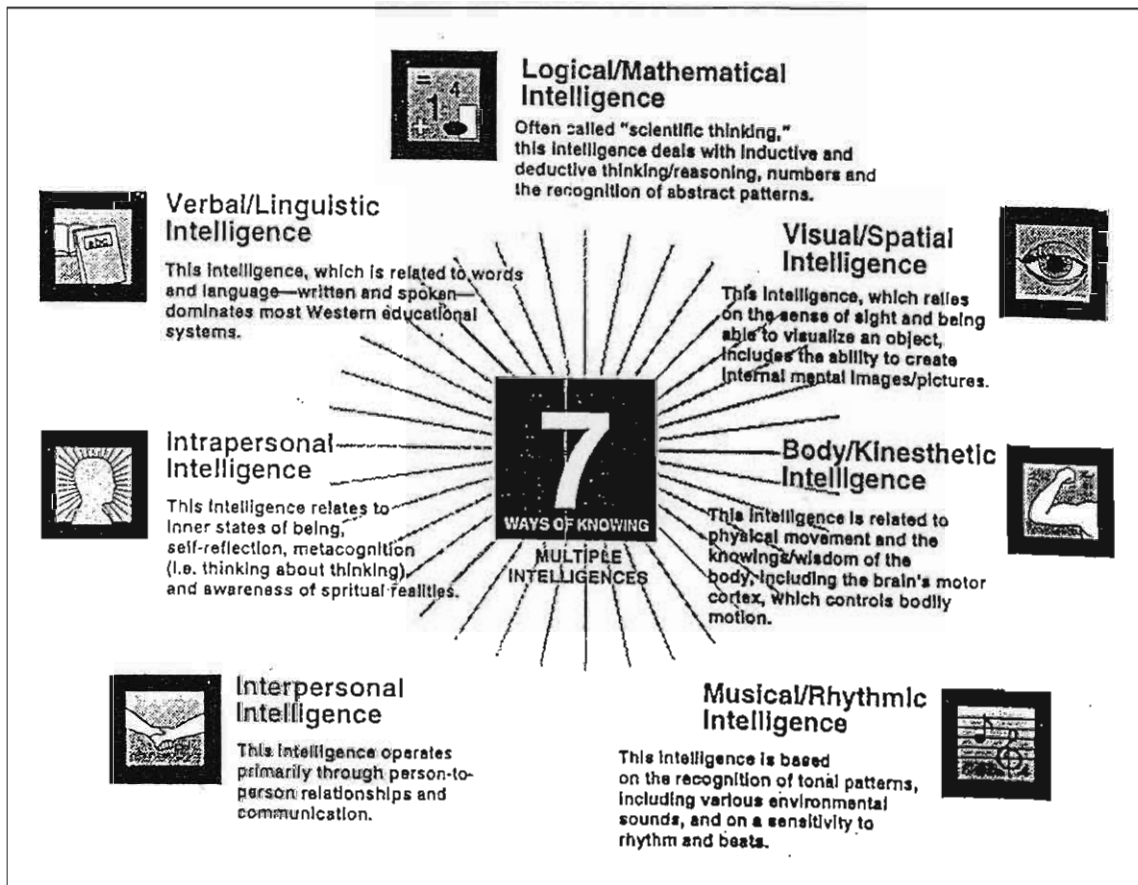 Logical/Mathematical
Intelligence
Often called "scientific thinking,"
this intelligence deals with inductive and
deductive thinking/reasoning, numbers and
the recognition of abstract patterns.
=
4
1
+
Verbal/Linguistic
Intelligence
This intelligence, which is related to words
and language—written and spoken—
dominates most Western educational
systems.
abc
Visual/Spatial
Intelligence
This intelligence, which relies
on the sense of sight and being
able to visualize an object,
includes the ability to create
internal mental images/pictures.
7
WAYS OF KNOWING
MULTIPLE
INTELLIGENCES
Intrapersonal
Intelligence
This intelligence relates to
inner states of being,
self-reflection, metacognition
(i.e. thinking about thinking)
and awareness of spritual realities.
Body/Kinesthetic
Intelligence
This intelligence is related to
physical movement and the
knowings/wisdom of the
body, including the brain's motor
cortex, which controls bodily
motion.
Interpersonal
Intelligence
This intelligence operates
primarily through person-to-
person relationships and
communication.
Musical/Rhythmic
Intelligence
This intelligence is based
on the recognition of tonal patterns,
including various environmental
sounds, and on a sensitivity to
rhythm and beats.